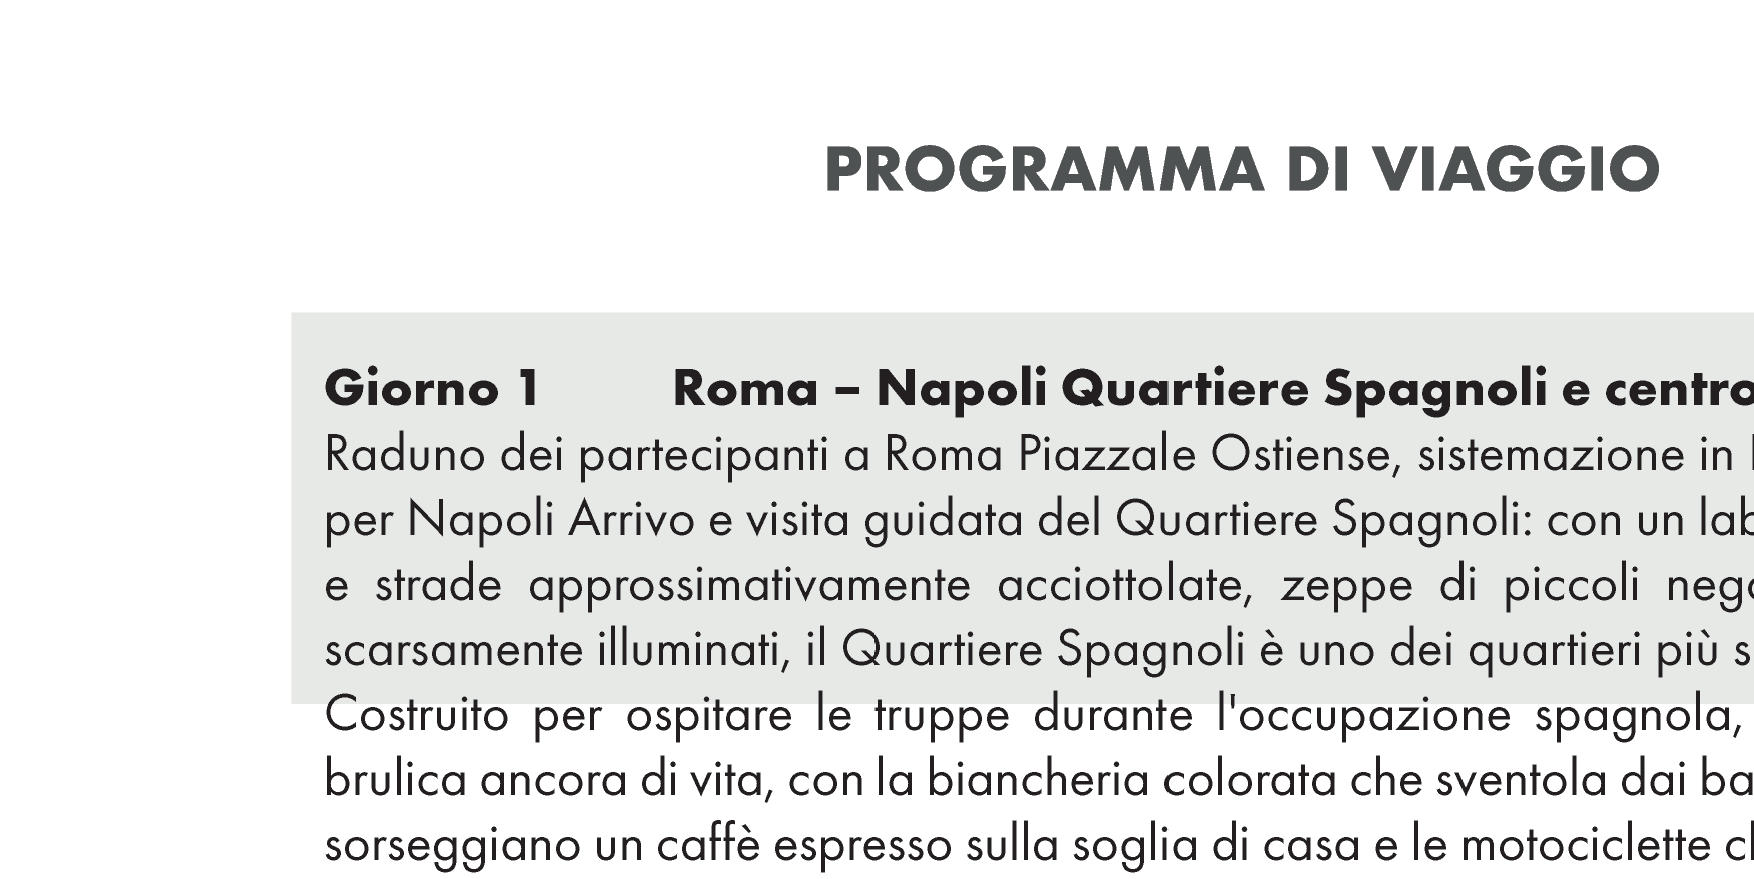 PROGRAMMA DI VIAGGIO
Giorno 1 Roma – Napoli Quartiere Spagnoli e centro
Raduno dei partecipanti a Roma Piazzale Ostiense, sistemazione in
per Napoli Arrivo e visita guidata del Quartiere Spagnoli: con un lab
e strade approssimativamente acciottolate, zeppe di piccoli nego
scarsamente illuminati, il Quartiere Spagnoli è uno dei quartieri più s
Costruito per ospitare le truppe durante l'occupazione spagnola,
brulica ancora di vita, con la biancheria colorata che sventola dai ba
sorseggiano un caffè espresso sulla soglia di casa e le motociclette